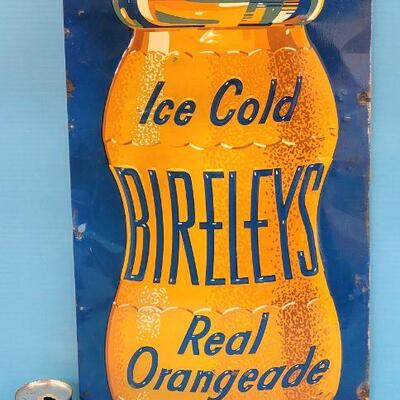 Ice Cold
BIRELEYS
Real
Orangeade